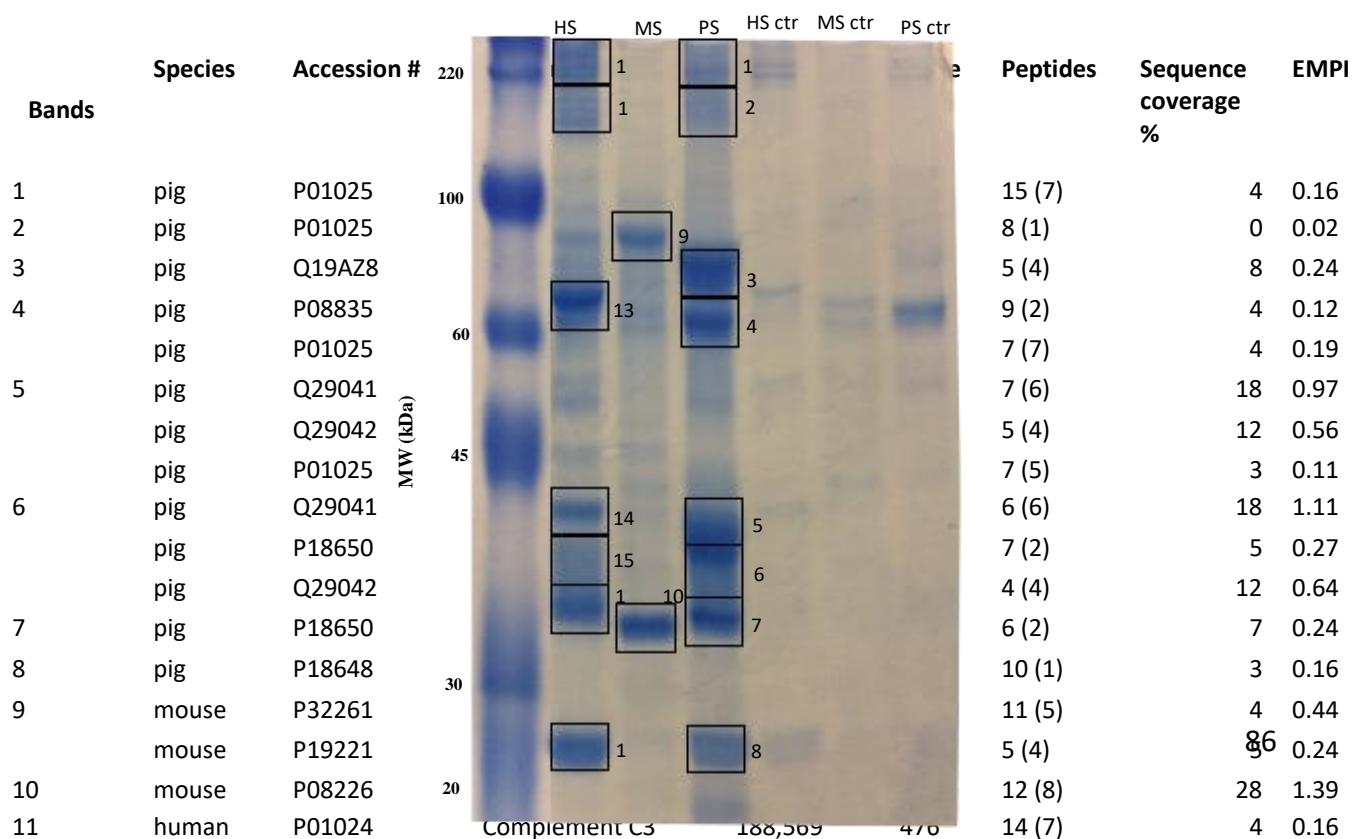 HS MS PS HS ctr MS ctr PS ctr
Species Accession # 220 1 1 e Peptides Sequence coverage % EMPI
Bands 1 2
1 pig P01025 100 15 (7) 4 0.16
2 pig P01025 9 8 (1) 0 0.02
3 pig Q19AZ8 3 5 (4) 8 0.24
4 pig P08835 13 4 9 (2) 4 0.12
60
pig P01025 7 (7) 4 0.19
5 pig Q29041 7 (6) 18 0.97
MW (kDa)
pig Q29042 5 (4) 12 0.56
45
pig P01025 7 (5) 3 0.11
6 pig Q29041 14 5 6 (6) 18 1.11
pig P18650 15 6 7 (2) 5 0.27
pig Q29042 1 10 4 (4) 12 0.64
7 pig P18650 7 6 (2) 7 0.24
8 pig P18648 30 10 (1) 3 0.16
9 mouse P32261 11 (5) 4 0.44
mouse P19221 1 8 5 (4) 0.24
86
10 mouse P08226 20 12 (8) 28 1.39
11 human P01024 Complement C3 188,569 476 14 (7) 4 0.16